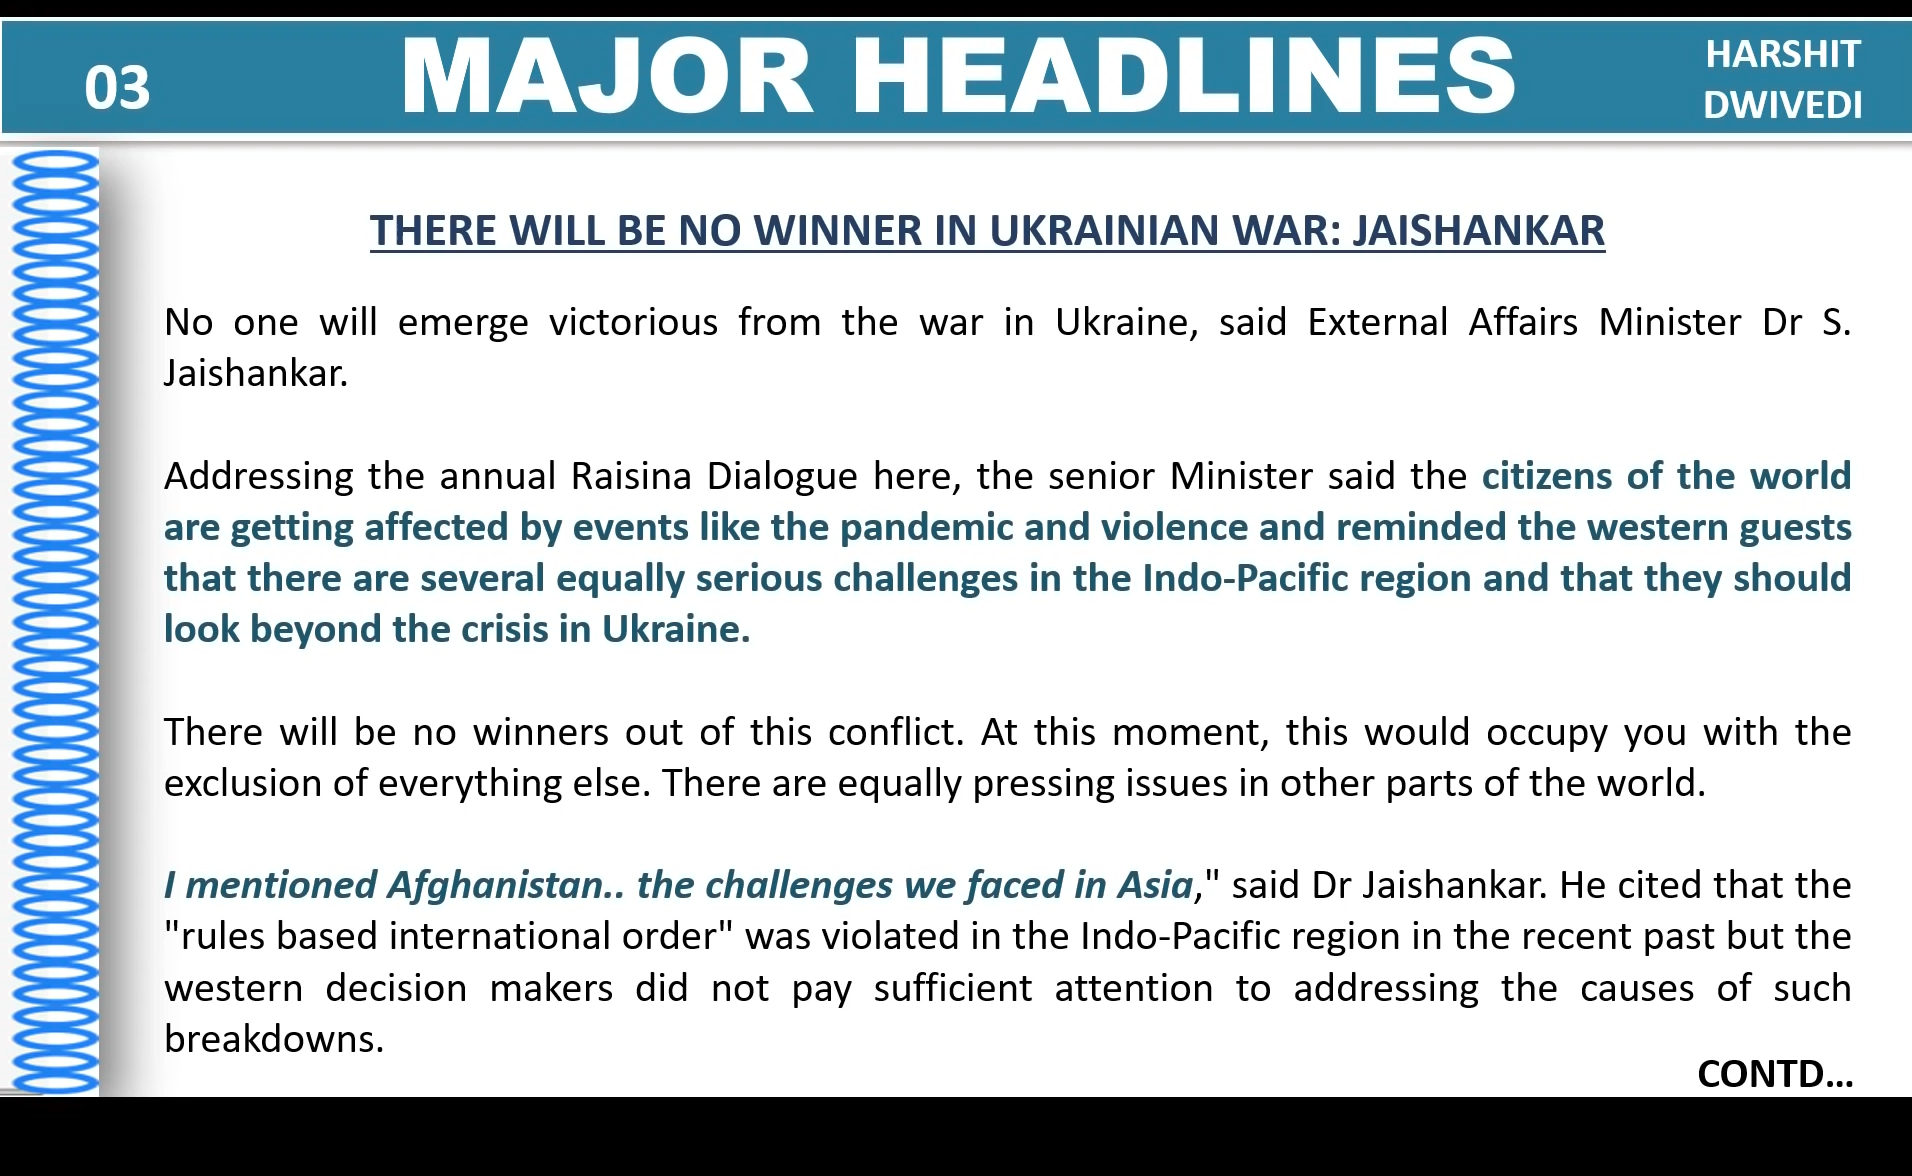 03
MAJOR HEADLINES
HARSHIT
DWIVEDI
THERE WILL BE NO WINNER IN UKRAINIAN WAR: JAISHANKAR
No one will emerge victorious from the war in Ukraine, said External Affairs Minister Dr S.
Jaishankar.
Addressing the annual Raisina Dialogue here, the senior Minister said the citizens of the world
are getting affected by events like the pandemic and violence and reminded the western guests
that there are several equally serious challenges in the Indo-Pacific region and that they should
look beyond the crisis in Ukraine.
There will be no winners out of this conflict. At this moment, this would occupy you with the
exclusion of everything else. There are equally pressing issues in other parts of the world.
I mentioned Afghanistan.. the challenges we faced in Asia," said Dr Jaishankar. He cited that the
"rules based international order" was violated in the Indo-Pacific region in the recent past but the
western decision makers did not pay sufficient attention to addressing the causes of such
breakdowns.
CONTD...